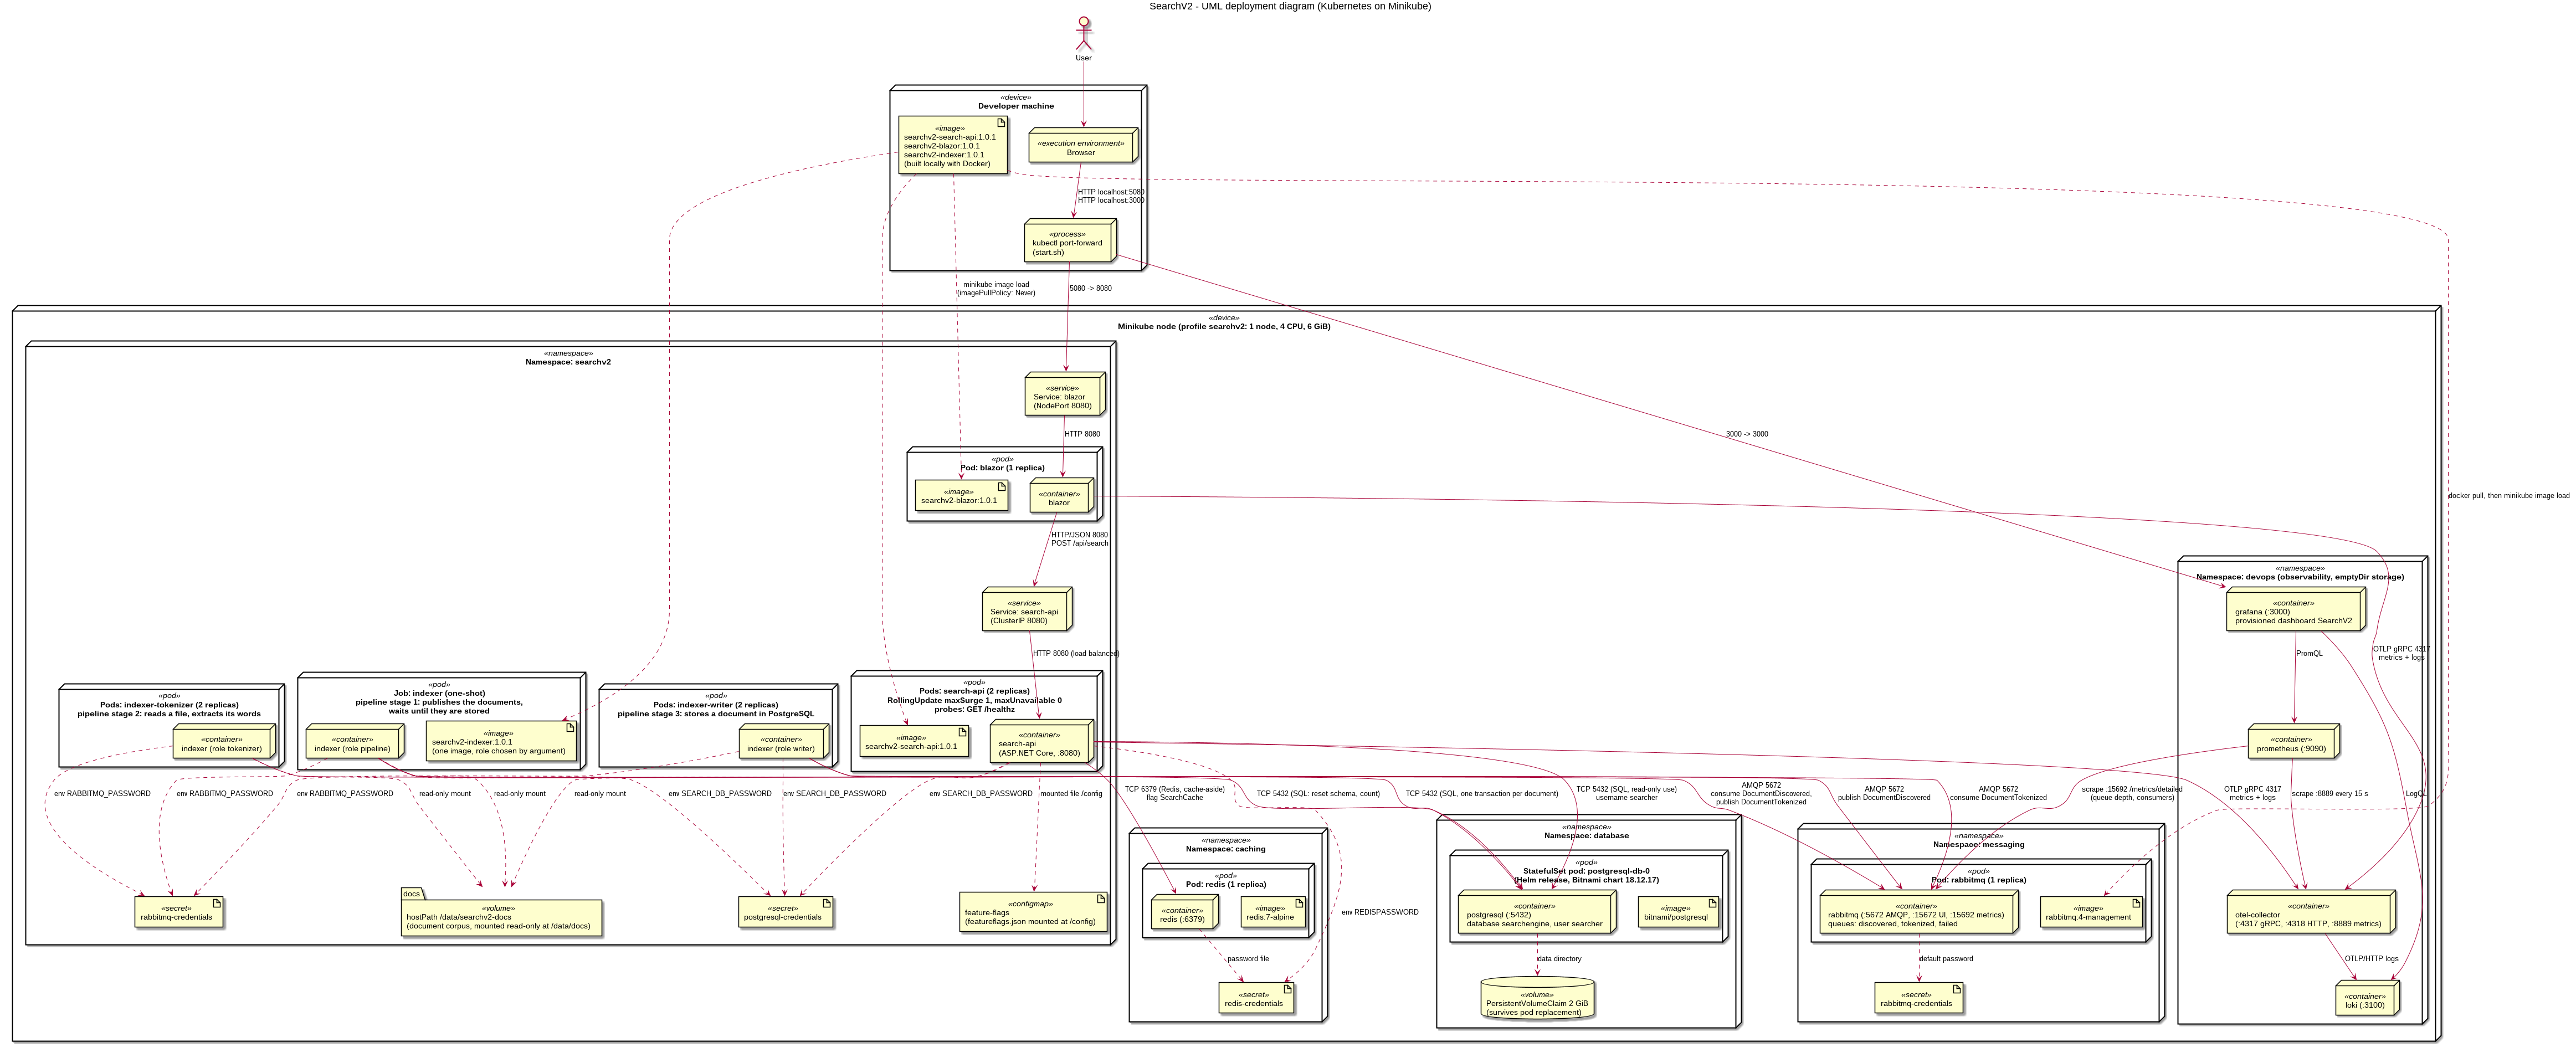 SearchV2 - UML deployment diagram (Kubernetes on Minikube)
User
«device»
Developer machine
«image»
searchv2-search-api:1.0.1
searchv2-blazor:1.0.1
searchv2-indexer:1.0.1
(built locally with Docker)
«execution environment»
Browser
HTTP localhost:5080
HTTP localhost:3000
«process»
kubectl port-forward
(start.sh)
minikube image load
(imagePullPolicy: Never)
5080 -> 8080
«device»
Minikube node (profile searchv2: 1 node, 4 CPU, 6 GiB)
«namespace»
Namespace: searchv2
«service»
Service: blazor
(NodePort 8080)
HTTP 8080
3000 -> 3000
«pod»
Pod: blazor (1 replica)
«image»
searchv2-blazor:1.0.1
«container»
blazor
docker pull, then minikube image load
HTTP/JSON 8080
POST /api/search
«service»
Service: search-api
(ClusterIP 8080)
HTTP 8080 (load balanced)
«namespace»
Namespace: devops (observability, emptyDir storage)
«container»
grafana (:3000)
provisioned dashboard SearchV2
PromQL
OTLP gRPC 4317
metrics + logs
«pod»
Pods: indexer-tokenizer (2 replicas)
pipeline stage 2: reads a file, extracts its words
«container»
indexer (role tokenizer)
«pod»
Job: indexer (one-shot)
pipeline stage 1: publishes the documents,
waits until they are stored
«container»
indexer (role pipeline)
«image»
searchv2-indexer:1.0.1
(one image, role chosen by argument)
«pod»
Pods: indexer-writer (2 replicas)
pipeline stage 3: stores a document in PostgreSQL
«container»
indexer (role writer)
«pod»
Pods: search-api (2 replicas)
RollingUpdate maxSurge 1, maxUnavailable 0
probes: GET /healthz
«image»
searchv2-search-api:1.0.1
«container»
search-api
(ASP.NET Core, :8080)
«container»
prometheus (:9090)
env RABBITMQ_PASSWORD
env RABBITMQ_PASSWORD
env RABBITMQ_PASSWORD
read-only mount
read-only mount
read-only mount
env SEARCH_DB_PASSWORD
env SEARCH_DB_PASSWORD
env SEARCH_DB_PASSWORD
mounted file /config
TCP 6379 (Redis, cache-aside)
flag SearchCache
TCP 5432 (SQL: reset schema, count)
TCP 5432 (SQL, one transaction per document)
TCP 5432 (SQL, read-only use)
username searcher
AMQP 5672
consume DocumentDiscovered,
publish DocumentTokenized
AMQP 5672
publish DocumentDiscovered
AMQP 5672
consume DocumentTokenized
scrape :15692 /metrics/detailed
(queue depth, consumers)
OTLP gRPC 4317
metrics + logs
scrape :8889 every 15 s
LogQL
«secret»
rabbitmq-credentials
docs
«volume»
hostPath /data/searchv2-docs
(document corpus, mounted read-only at /data/docs)
«secret»
postgresql-credentials
«configmap»
feature-flags
(featureflags.json mounted at /config)
«namespace»
Namespace: caching
«pod»
Pod: redis (1 replica)
«container»
redis (:6379)
«image»
redis:7-alpine
env REDISPASSWORD
password file
«secret»
redis-credentials
«namespace»
Namespace: database
«pod»
StatefulSet pod: postgresql-db-0
(Helm release, Bitnami chart 18.12.17)
«container»
postgresql (:5432)
database searchengine, user searcher
«image»
bitnami/postgresql
data directory
«volume»
PersistentVolumeClaim 2 GiB
(survives pod replacement)
«namespace»
Namespace: messaging
«pod»
Pod: rabbitmq (1 replica)
«container»
rabbitmq (:5672 AMQP, :15672 UI, :15692 metrics)
queues: discovered, tokenized, failed
«image»
rabbitmq:4-management
default password
«secret»
rabbitmq-credentials
«container»
otel-collector
(:4317 gRPC, :4318 HTTP, :8889 metrics)
OTLP/HTTP logs
«container»
loki (:3100)